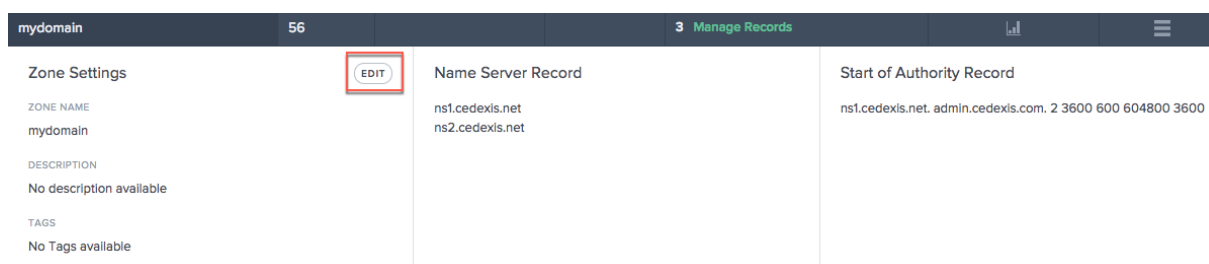 mydomain 56 3 Manage Records
Zone Settings EDIT
ZONE NAME
mydomain
DESCRIPTION
No description available
TAGS
No Tags available
Name Server Record
ns1.cedexis.net
ns2.cedexis.net
Start of Authority Record
ns1.cedexis.net. admin.cedexis.com. 2 3600 600 604800 3600